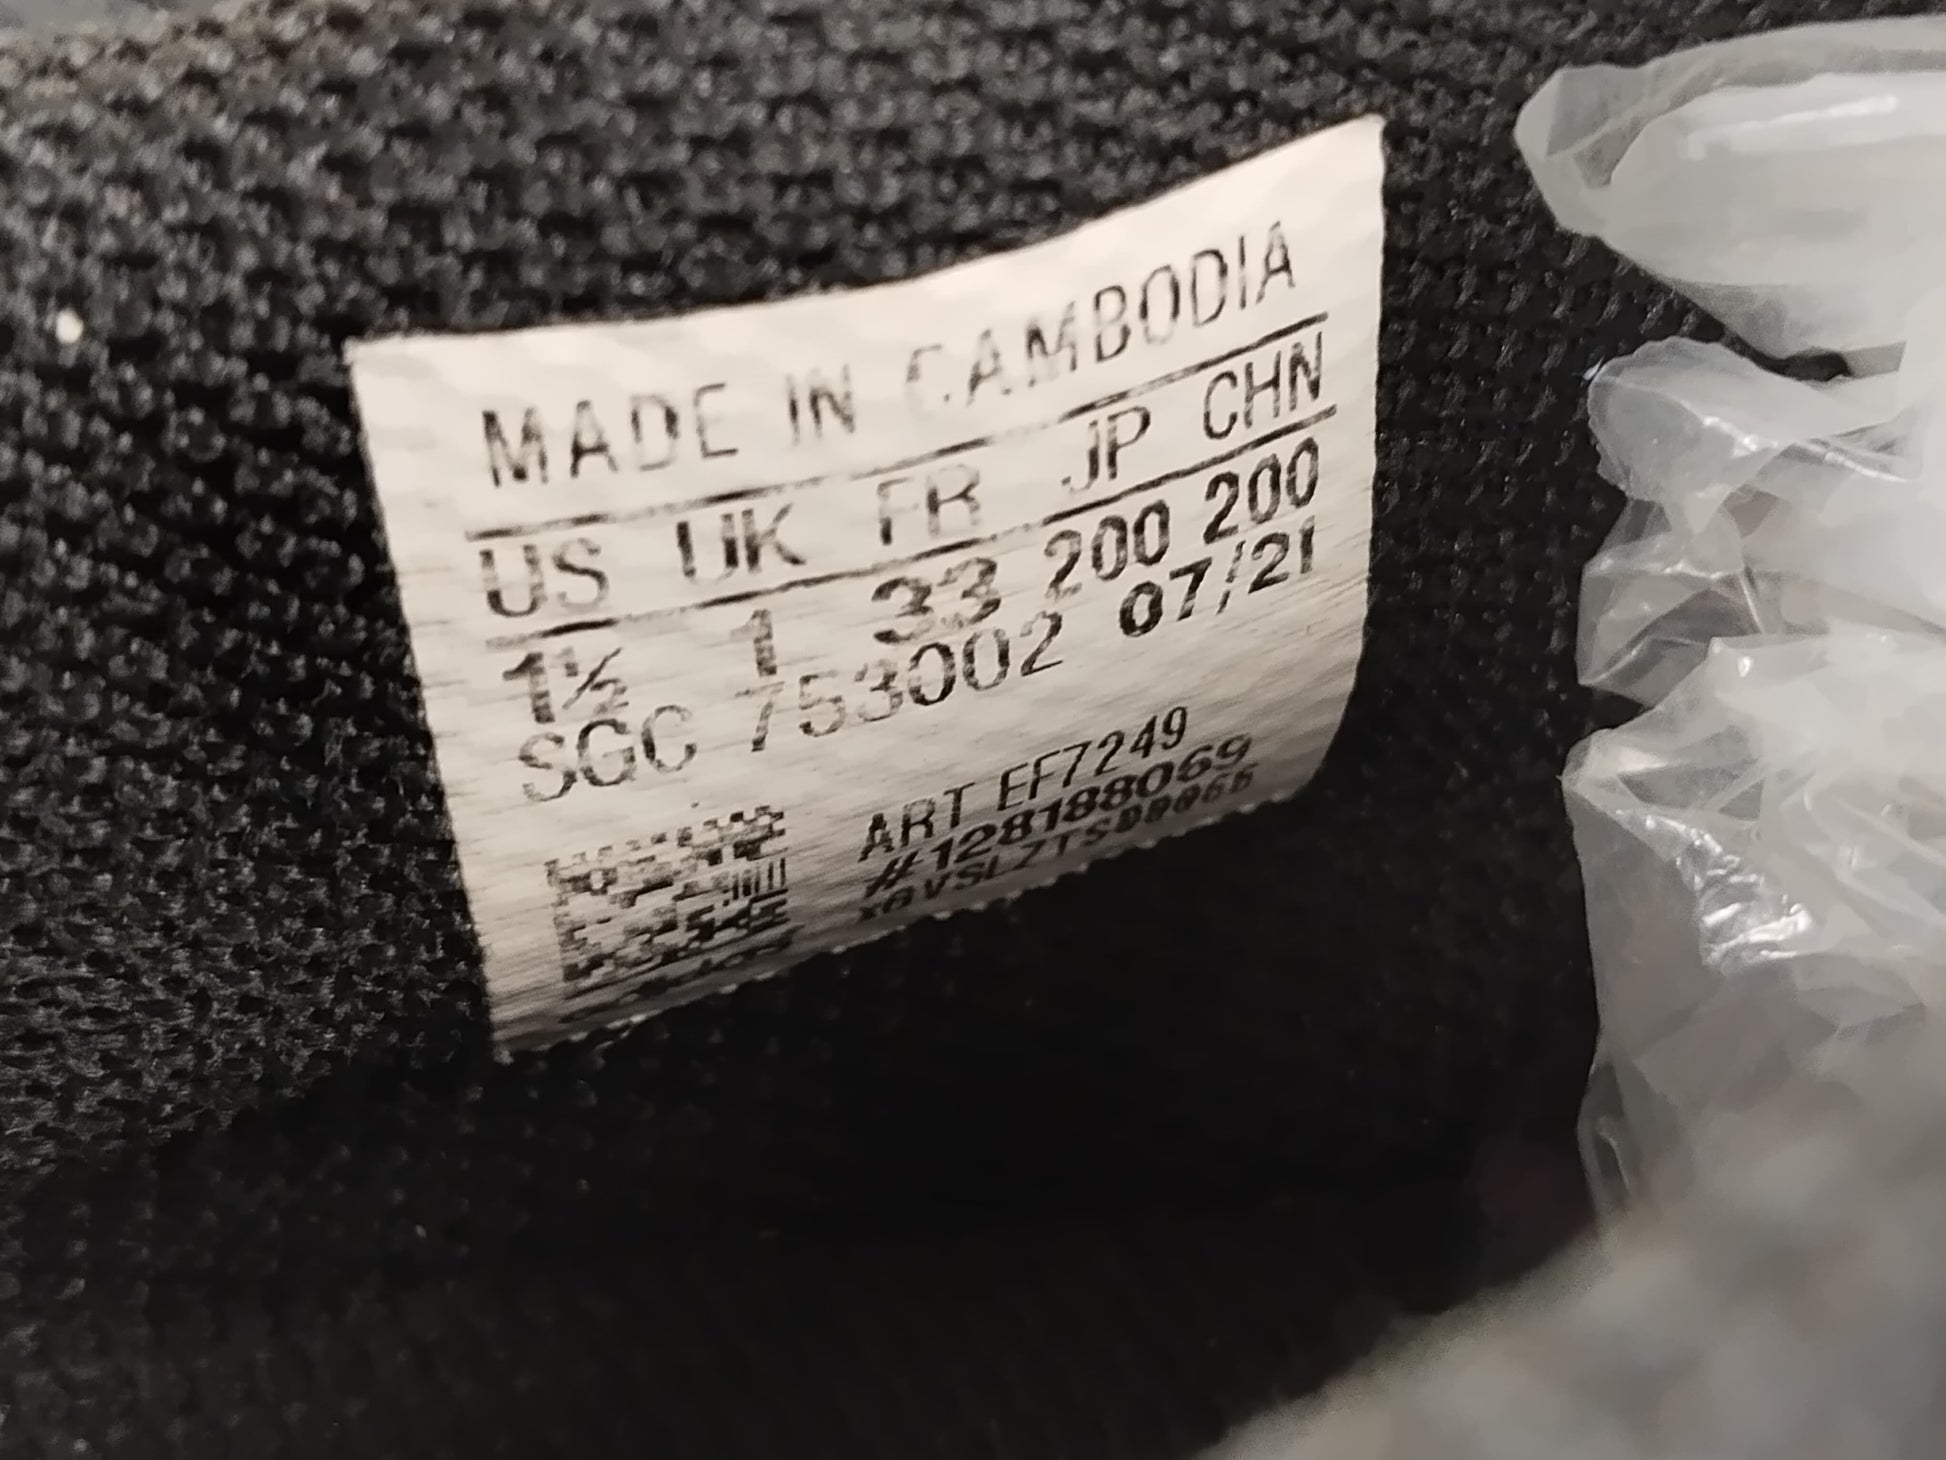 MADE IN CAMBODIA
US UK FR JP CHN
1½ 1 33 200 200
SGC 753002 07/21
ART EF7249
#128188069